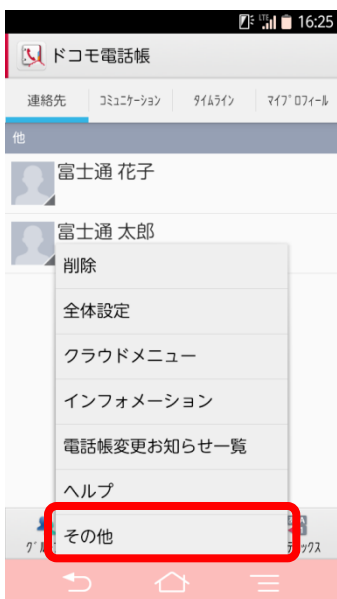 16:25
ドコモ電話帳
連絡先 コミュニケーション タイムライン マイプロフィール
他
富士通 花子
富士通 太郎
削除
全体設定
クラウドメニュー
インフォメーション
電話帳変更お知らせ一覧
ヘルプ
その他